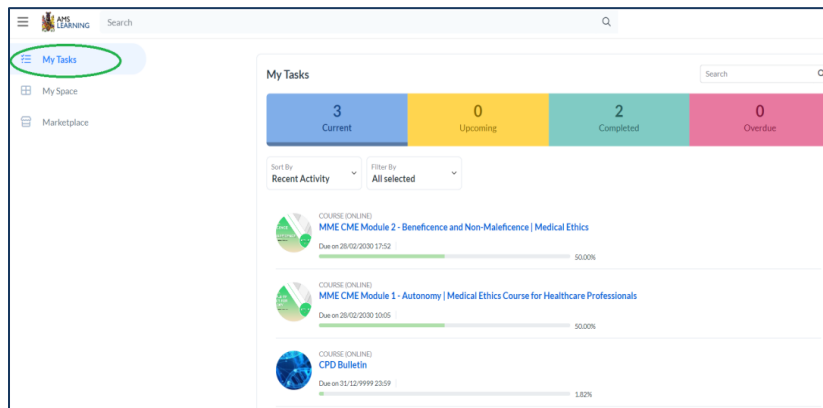 AMS
LEARNING
Search
My Tasks
My Space
Marketplace
My Tasks
Search
3
Current
0
Upcoming
2
Completed
0
Overdue
Sort By
Recent Activity
Filter By
All selected
COURSE (ONLINE)
MME CME Module 2 - Beneficence and Non-Maleficence | Medical Ethics
Due on 28/02/2030 17:52
50.00%
COURSE (ONLINE)
MME CME Module 1 - Autonomy | Medical Ethics Course for Healthcare Professionals
Due on 28/02/2030 10:05
50.00%
COURSE (ONLINE)
CPD Bulletin
Due on 31/12/9999 23:59
1.82%